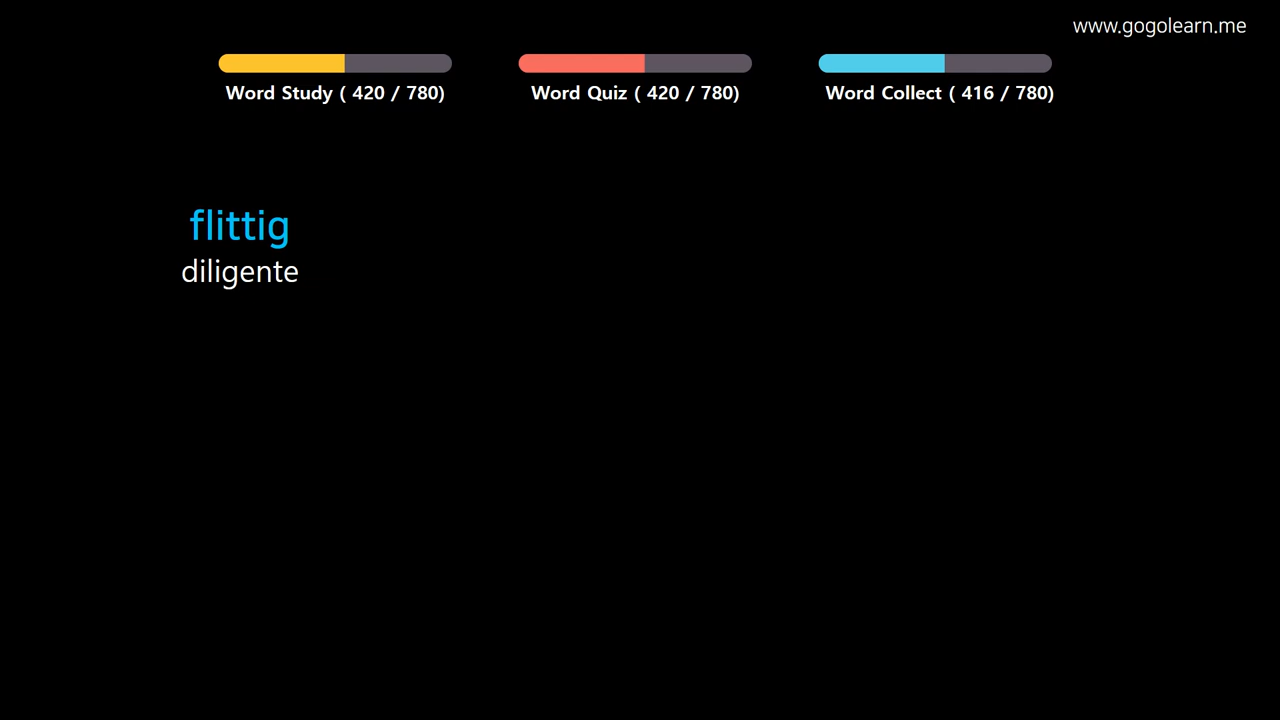 www.gogolearn.me
Word Study ( 420 / 780)
Word Quiz ( 420 / 780)
Word Collect ( 416 / 780)
flittig
diligente